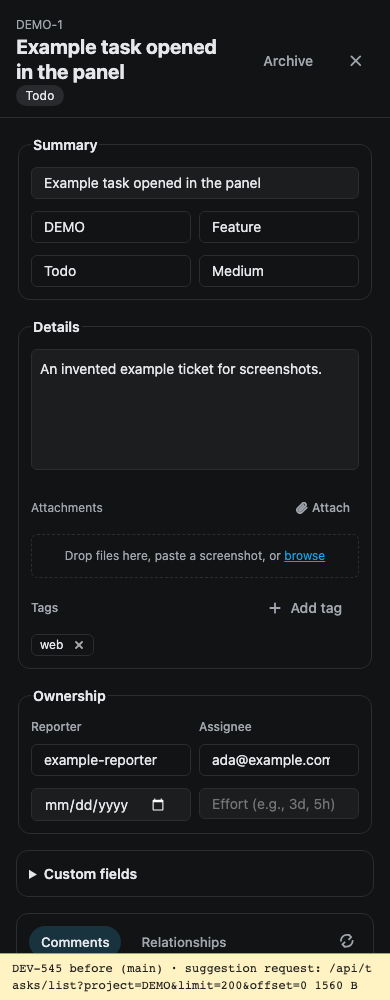 DEMO-1
Example task opened
in the panel
Archive
Todo
Summary
Example task opened in the panel
DEMO
Feature
Todo
Medium
Details
An invented example ticket for screenshots.
Attachments
Attach
Drop files here, paste a screenshot, or browse
Tags
Add tag
web
Ownership
Reporter
Assignee
example-reporter
ada@example.com
mm/dd/yyyy
Effort (e.g., 3d, 5h)
Custom fields
Comments
Relationships
DEV-545 before (main) • suggestion request: /api/t
asks/list?project=DEMO&limit=200&offset=0 1560 B